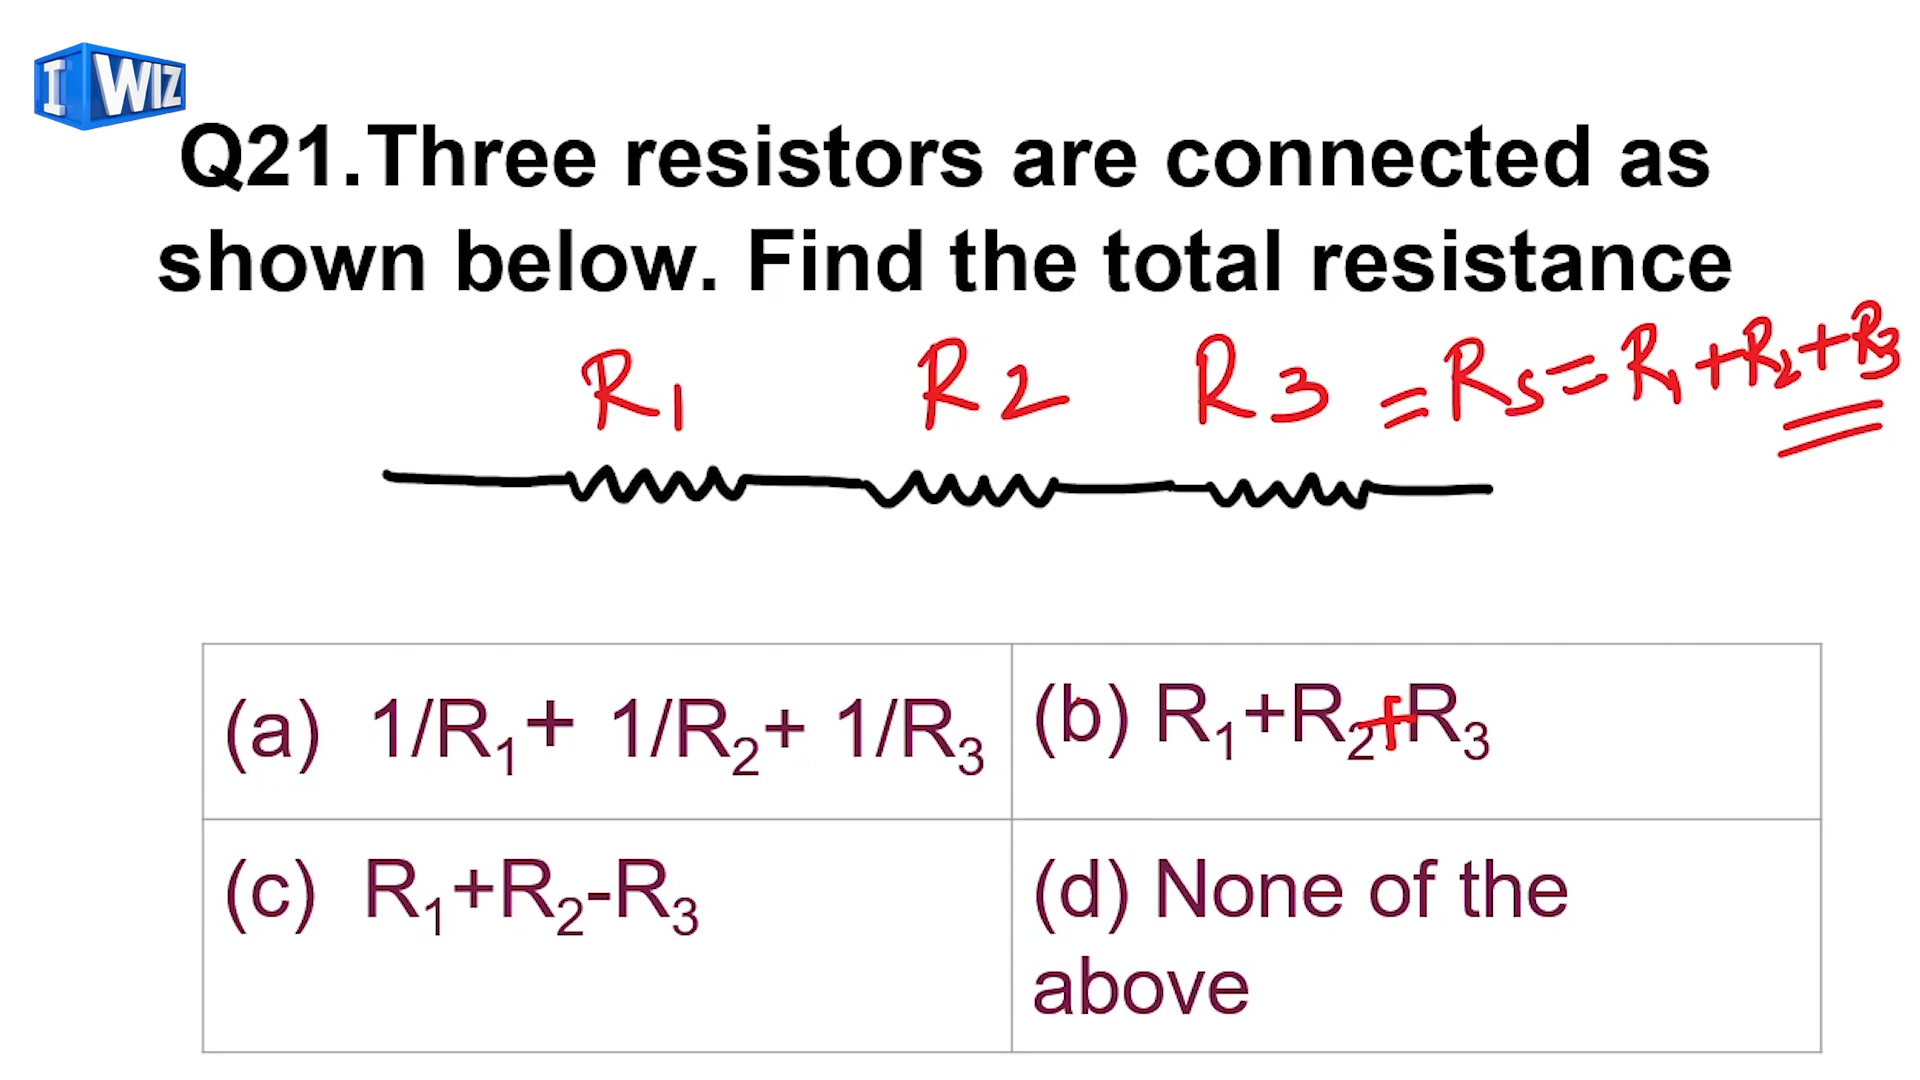 I WIZ
Q21.Three resistors are connected as
shown below. Find the total resistance
R1 R2 R3 = Rs = R1+R2+R3
(a) 1/R1+ 1/R2+ 1/R3
(b) R1+R2+R3
(c) R1+R2-R3
(d) None of the
above